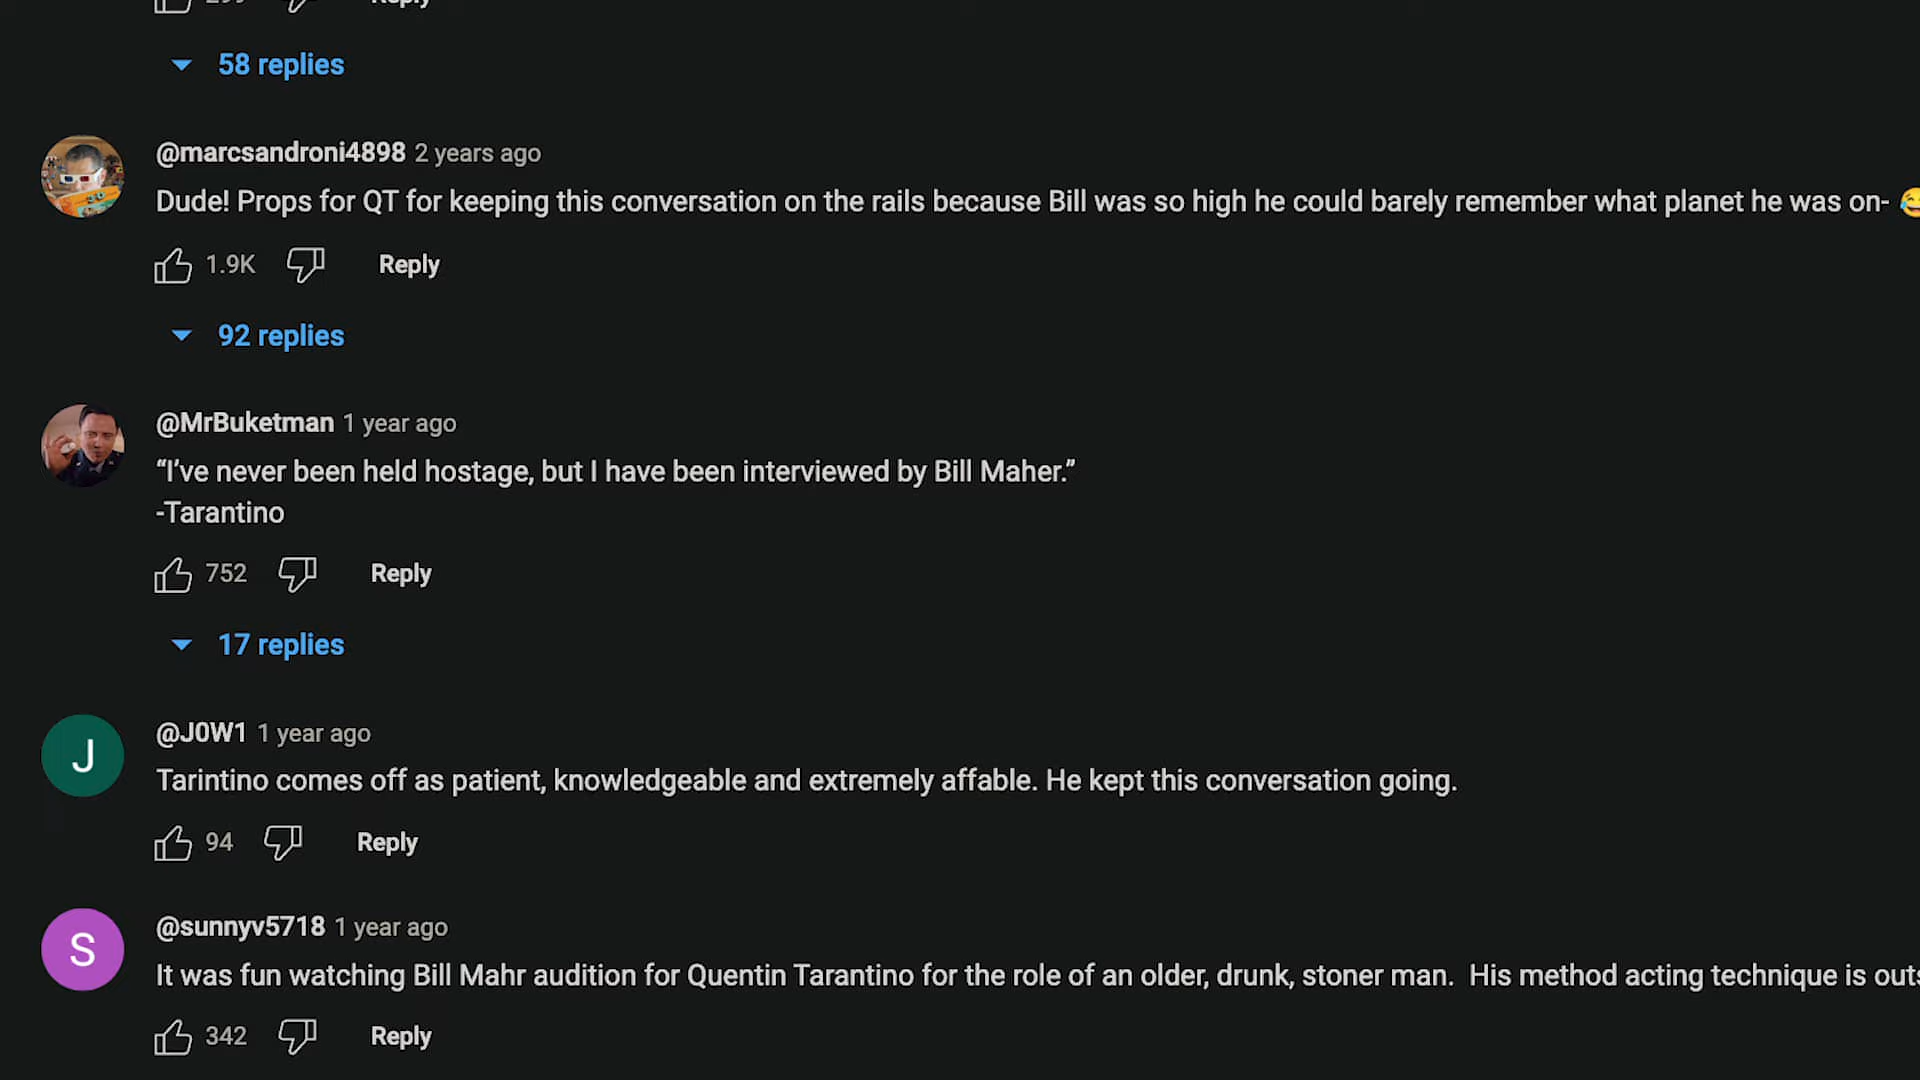 Reply
58 replies
@marcsandroni4898 2 years ago
Dude! Props for QT for keeping this conversation on the rails because Bill was so high he could barely remember what planet he was on- 😂
1.9K Reply
92 replies
@MrBuketman 1 year ago
“I’ve never been held hostage, but I have been interviewed by Bill Maher.”
-Tarantino
752 Reply
17 replies
J
@J0W1 1 year ago
Tarintino comes off as patient, knowledgeable and extremely affable. He kept this conversation going.
94 Reply
S
@sunnyv5718 1 year ago
It was fun watching Bill Mahr audition for Quentin Tarantino for the role of an older, drunk, stoner man.  His method acting technique is
342 Reply